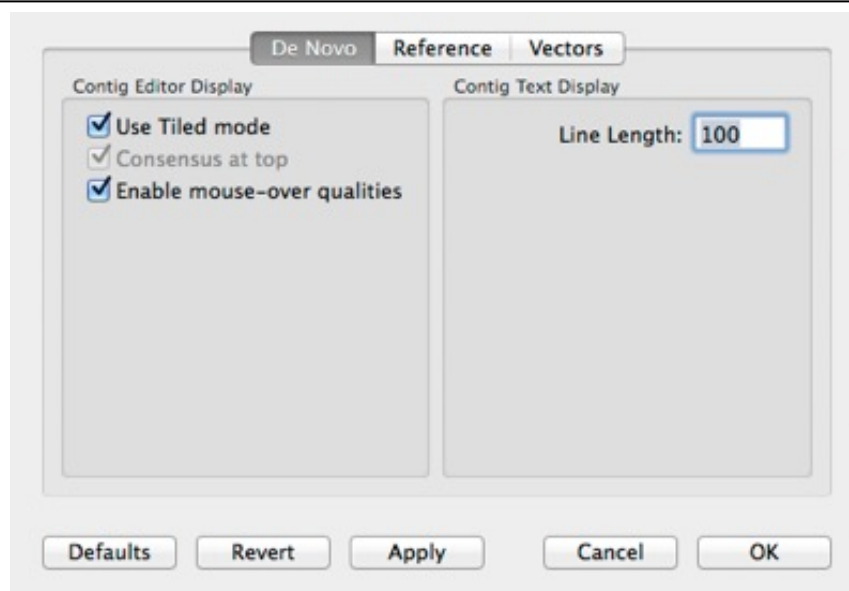 De Novo Reference Vectors
Contig Editor Display
Use Tiled mode
Consensus at top
Enable mouse-over qualities
Contig Text Display
Line Length: 100
Defaults Revert Apply Cancel OK